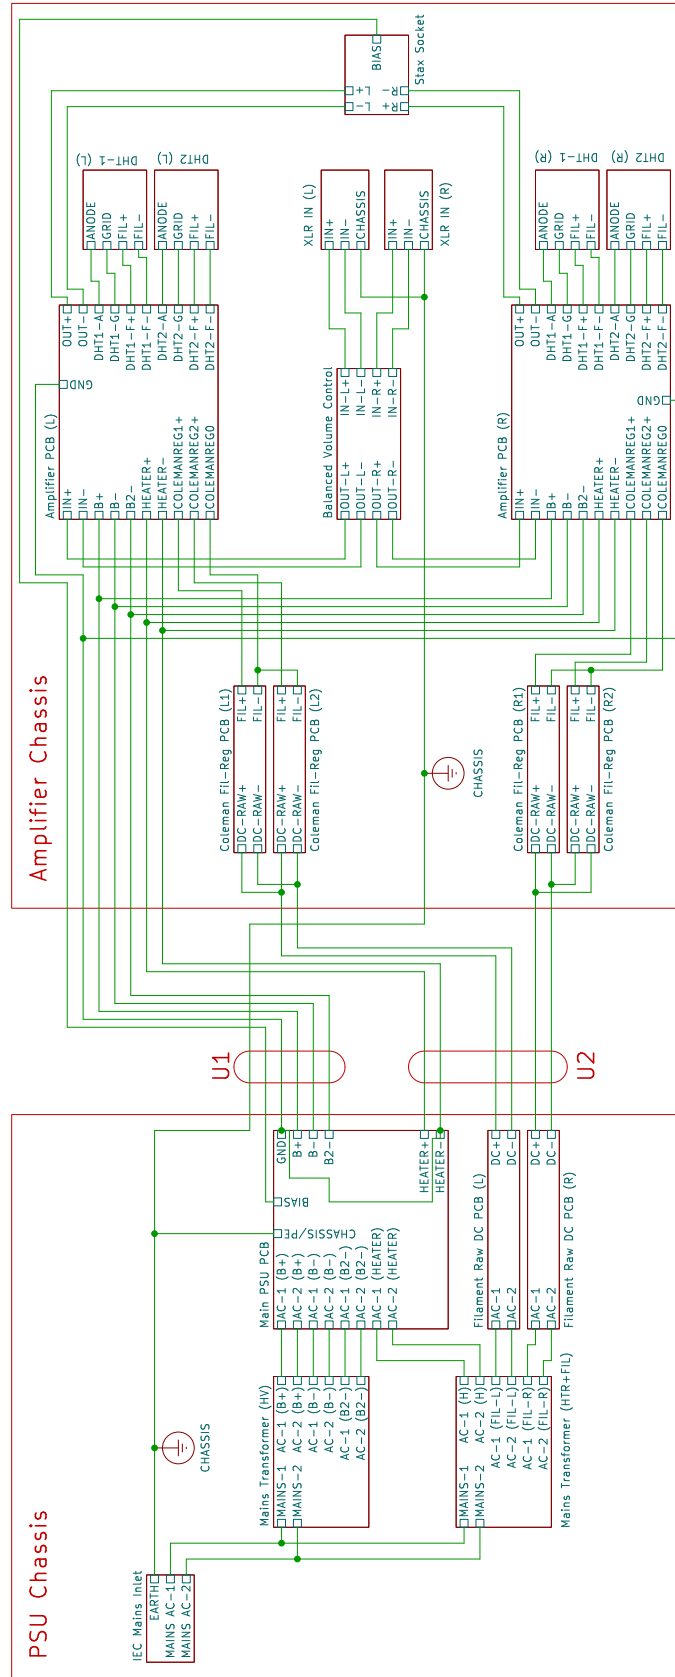 BIAS
Stax Socket
L+
L-
R-
R+
DHT-1 (L)
DHT2 (L)
ANODE
GRID
FIL+
FIL-
ANODE
GRID
FIL+
FIL-
XLR IN (L)
IN+
IN-
CHASSIS
IN+
IN-
CHASSIS
XLR IN (R)
DHT-1 (R)
DHT2 (R)
ANODE
GRID
FIL+
FIL-
ANODE
GRID
FIL+
FIL-
Amplifier PCB (L)
OUT+
OUT-
DHT1-A
DHT1-G
DHT1-F+
DHT1-F-
DHT2-A
DHT2-G
DHT2-F+
DHT2-F-
GND
IN+
IN-
B+
B-
B2-
HEATER+
HEATER-
COLEMANREG1+
COLEMANREG2+
COLEMANREG0
Balanced Volume Control
IN-L+
IN-L-
IN-R+
IN-R-
OUT-L+
OUT-L-
OUT-R+
OUT-R-
Amplifier PCB (R)
OUT+
OUT-
DHT1-A
DHT1-G
DHT1-F+
DHT1-F-
DHT2-A
DHT2-G
DHT2-F+
DHT2-F-
GND
IN+
IN-
B+
B-
B2-
HEATER+
HEATER-
COLEMANREG1+
COLEMANREG2+
COLEMANREG0
Amplifier Chassis
Coleman Fil-Reg PCB (L1)
FIL+
FIL-
DC-RAW+
DC-RAW-
FIL+
FIL-
DC-RAW+
DC-RAW-
Coleman Fil-Reg PCB (L2)
CHASSIS
Coleman Fil-Reg PCB (R1)
FIL+
FIL-
DC-RAW+
DC-RAW-
FIL+
FIL-
DC-RAW+
DC-RAW-
Coleman Fil-Reg PCB (R2)
U1
U2
PSU Chassis
Main PSU PCB
GND
B+
B-
B2-
HEATER+
HEATER-
BIAS
CHASSIS/PE
AC-1 (B+)
AC-2 (B+)
AC-1 (B-)
AC-2 (B-)
AC-1 (B2-)
AC-2 (B2-)
AC-1 (HEATER)
AC-2 (HEATER)
Filament Raw DC PCB (L)
DC+
DC-
AC-1
AC-2
DC+
DC-
AC-1
AC-2
Filament Raw DC PCB (R)
CHASSIS
Mains Transformer (HV)
AC-1 (B+)
AC-2 (B+)
AC-1 (B-)
AC-2 (B-)
AC-1 (B2-)
AC-2 (B2-)
MAINS-1
MAINS-2
AC-1 (H)
AC-2 (H)
AC-1 (FIL-L)
AC-2 (FIL-L)
AC-1 (FIL-R)
AC-2 (FIL-R)
MAINS-1
MAINS-2
Mains Transformer (HTR+FIL)
IEC Mains Inlet
EARTH
MAINS AC-1
MAINS AC-2